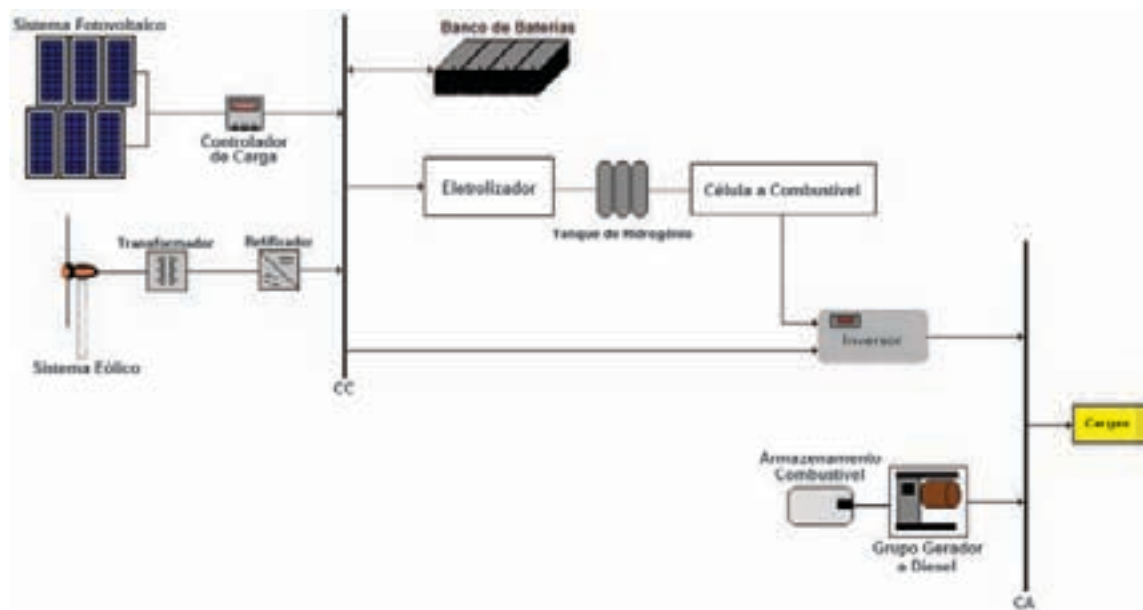 Sistema Fotovoltaico
Banco de Baterias
Controlador
de Carga
Eletrolizador
Célula a Combustível
Tanque de Hidrogênio
Transformador
Retificador
Sistema Eólico
CC
Inversor
Cargas
Armazenamento
Combustível
Grupo Gerador
a Diesel
CA